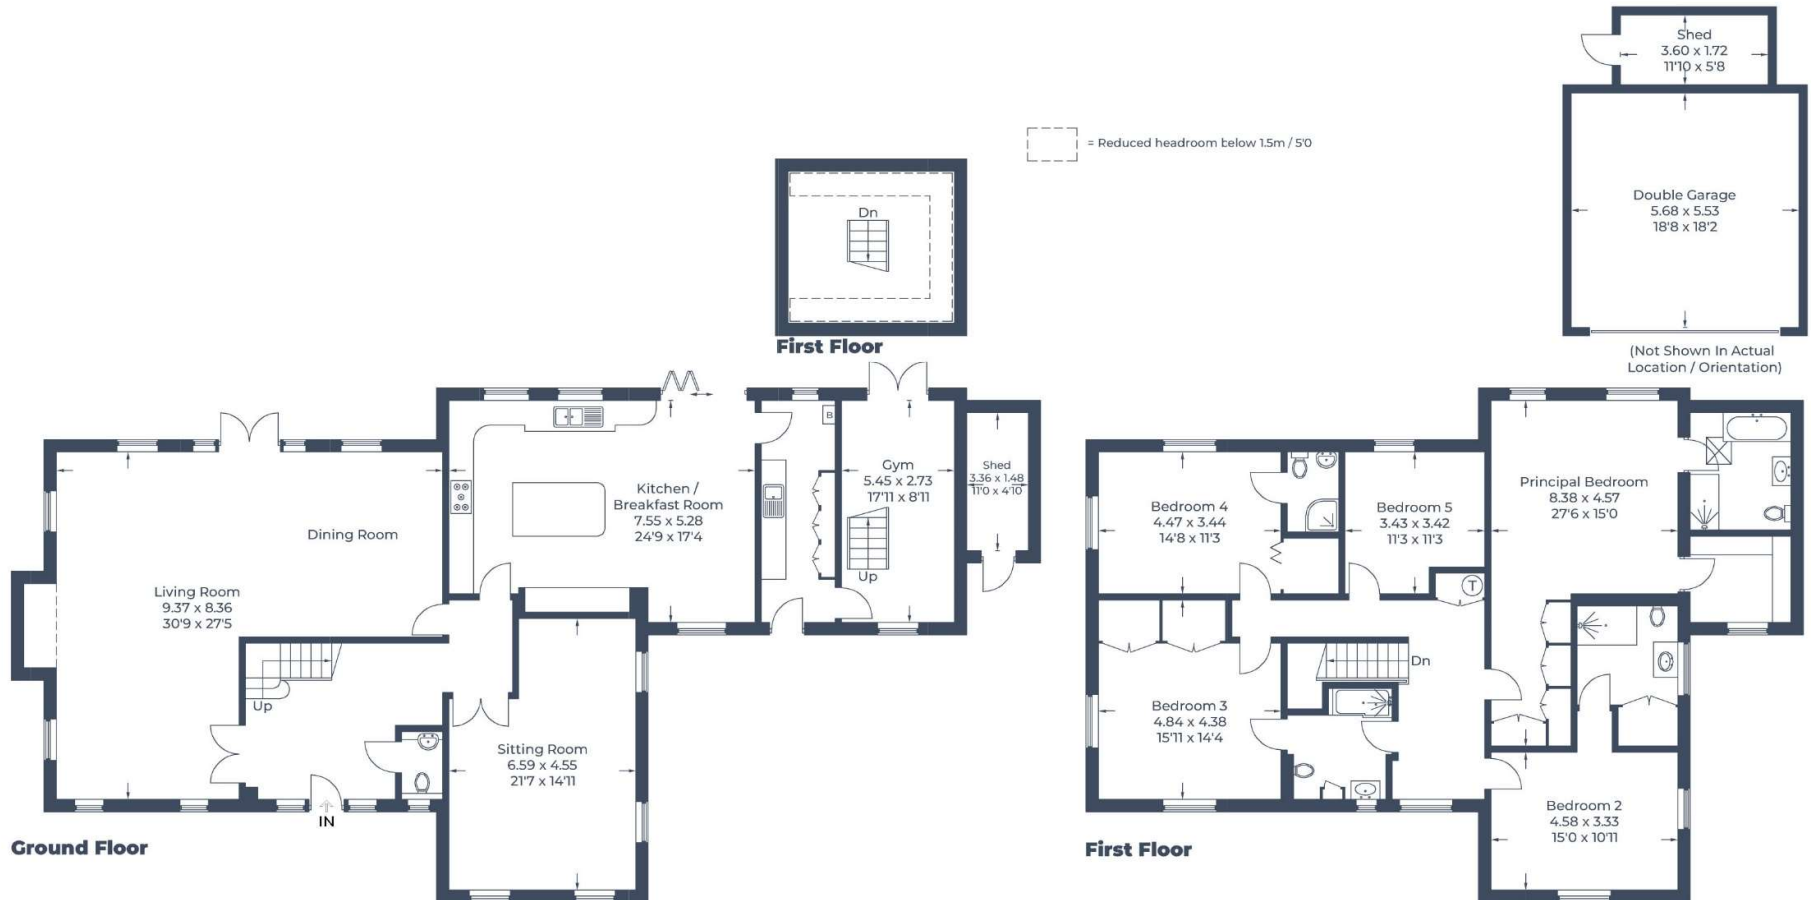 Shed
3.60 x 1.72
11'10 x 5'8
= Reduced headroom below 1.5m / 5'0
Double Garage
5.68 x 5.53
18'8 x 18'2
(Not Shown In Actual
Location / Orientation)
Dn
First Floor
Living Room
9.37 x 8.36
30'9 x 27'5
Dining Room
Kitchen /
Breakfast Room
7.55 x 5.28
24'9 x 17'4
B
Gym
5.45 x 2.73
17'11 x 8'11
Up
Shed
3.36 x 1.48
11'0 x 4'10
Up
Sitting Room
6.59 x 4.55
21'7 x 14'11
IN
Ground Floor
Bedroom 4
4.47 x 3.44
14'8 x 11'3
Bedroom 5
3.43 x 3.42
11'3 x 11'3
T
Principal Bedroom
8.38 x 4.57
27'6 x 15'0
Dn
Bedroom 3
4.84 x 4.38
15'11 x 14'4
Bedroom 2
4.58 x 3.33
15'0 x 10'11
First Floor